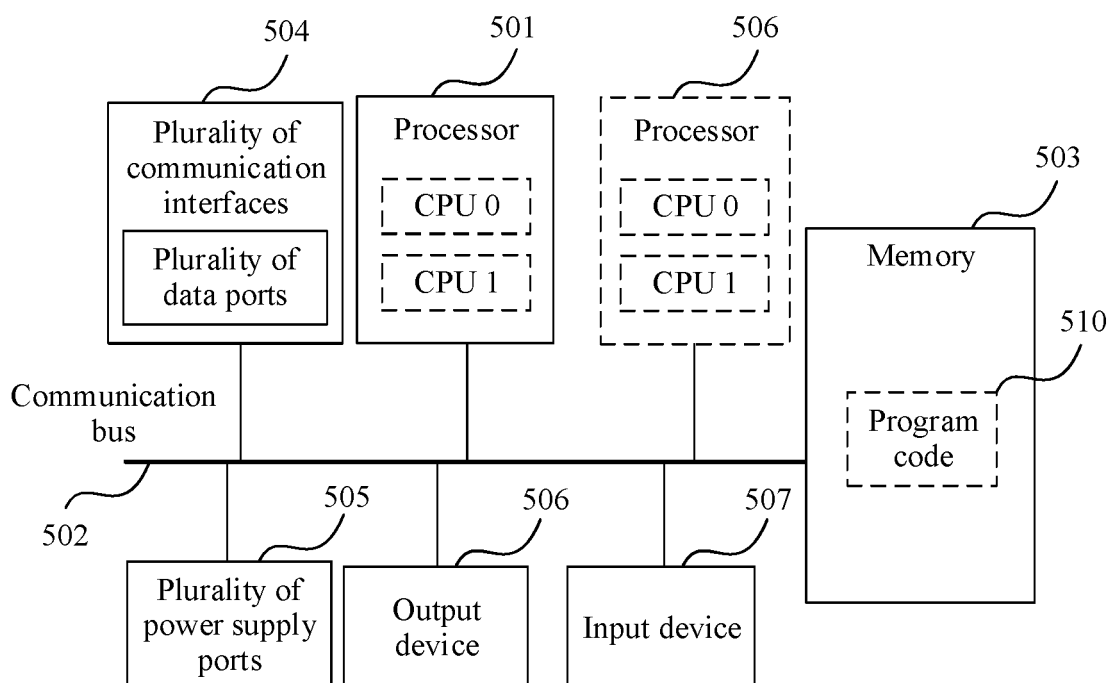 504
501
506
Plurality of
communication
interfaces
Plurality of
data ports
Processor
CPU 0
CPU 1
Processor
CPU 0
CPU 1
503
Memory
510
Program
code
Communication
bus
502
505
506
507
Plurality of
power supply
ports
Output
device
Input device